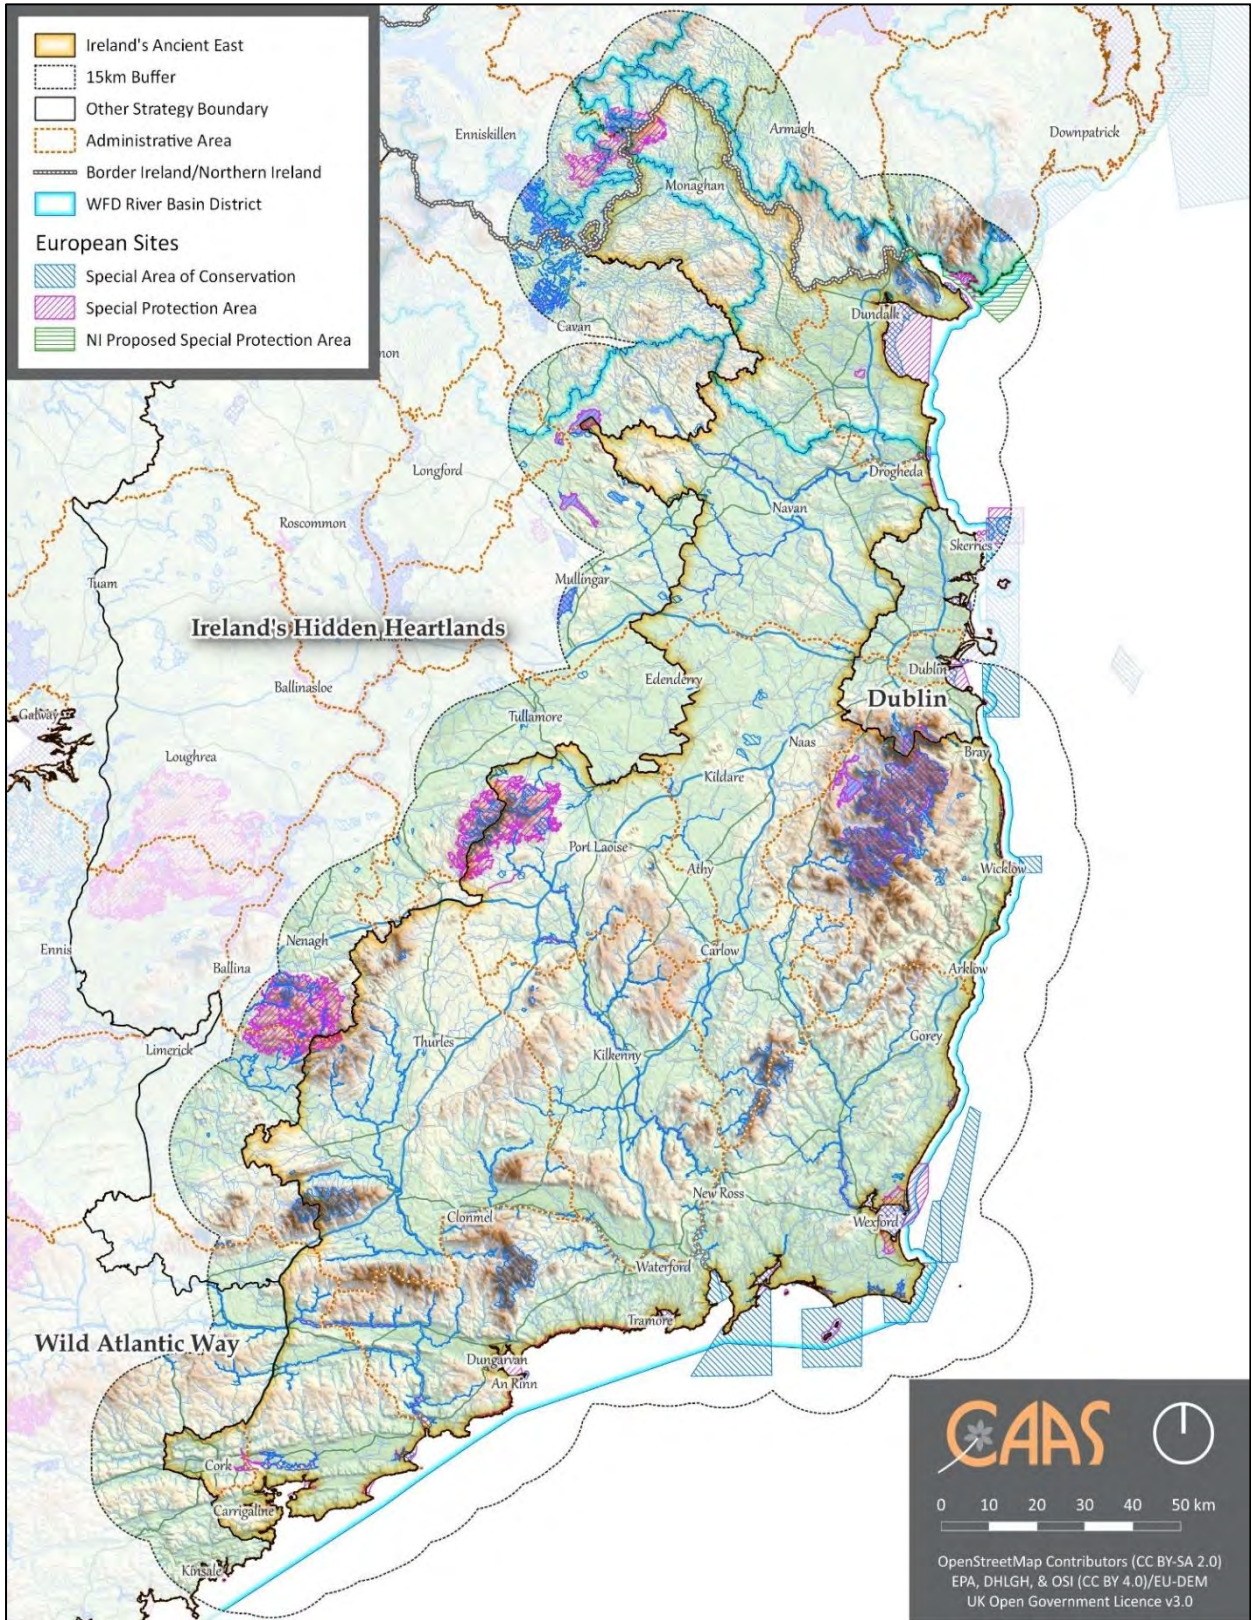 Ireland's Ancient East
15km Buffer
Other Strategy Boundary
Administrative Area
Border Ireland/Northern Ireland
WFD River Basin District
European Sites
Special Area of Conservation
Special Protection Area
NI Proposed Special Protection Area
Enniskillen
Armagh
Downpatrick
Monaghan
Dundalk
Cavan
non
Longford
Drogheda
Navan
Roscommon
Skerries
Tuam
Mullingar
Ireland's Hidden Heartlands
Ballinasloe
Edenderry
Dublin
Dublin
Galway
Tullamore
Loughrea
Naas
Bray
Kildare
Port Laoise
Athy
Wicklow
Ennis
Nenagh
Ballina
Carlow
Arklow
Limerick
Thurles
Kilkenny
Gorey
New Ross
Clonmel
Wexford
Waterford
Tramore
Wild Atlantic Way
Dungarvan
An Rinn
Cork
Carrigaline
Kinsale
CAAS
0 10 20 30 40 50 km
OpenStreetMap Contributors (CC BY-SA 2.0)
EPA, DHLGH, & OSI (CC BY 4.0)/EU-DEM
UK Open Government Licence v3.0